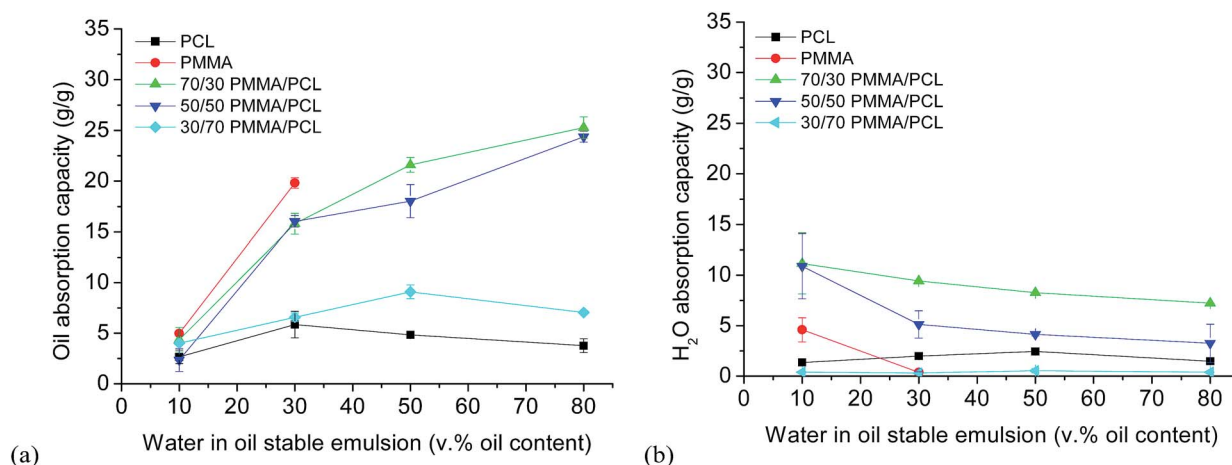 35
30
25
20
15
10
5
0
Oil absorption capacity (g/g)
PCL
PMMA
70/30 PMMA/PCL
50/50 PMMA/PCL
30/70 PMMA/PCL
0 10 20 30 40 50 60 70 80
Water in oil stable emulsion (v.% oil content)
(a)
35
30
25
20
15
10
5
0
H₂O absorption capacity (g/g)
PCL
PMMA
70/30 PMMA/PCL
50/50 PMMA/PCL
30/70 PMMA/PCL
0 10 20 30 40 50 60 70 80
Water in oil stable emulsion (v.% oil content)
(b)